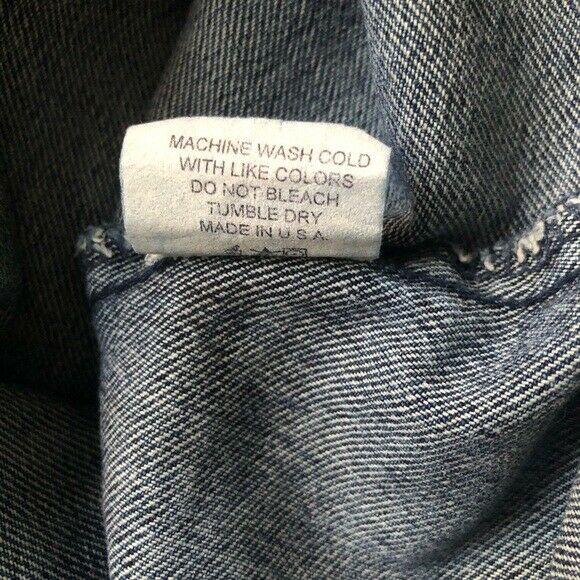 MACHINE WASH COLD
WITH LIKE COLORS
DO NOT BLEACH
TUMBLE DRY
MADE IN U.S.A.